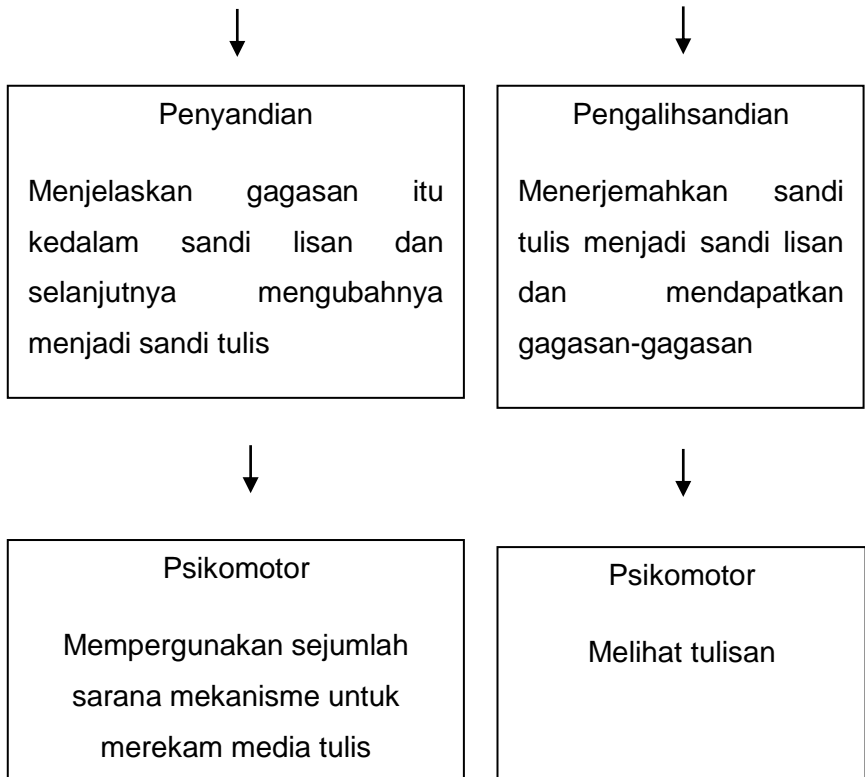 Penyandian
Menjelaskan gagasan itu
kedalam sandi lisan dan
selanjutnya mengubahnya
menjadi sandi tulis
Pengalihsandian
Menerjemahkan sandi
tulis menjadi sandi lisan
dan mendapatkan
gagasan-gagasan
Psikomotor
Mempergunakan sejumlah
sarana mekanisme untuk
merekam media tulis
Psikomotor
Melihat tulisan